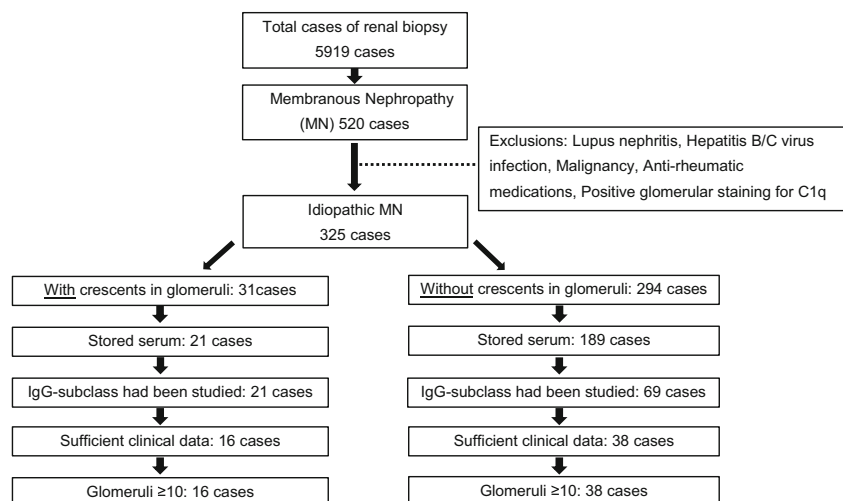 Total cases of renal biopsy
5919 cases
Membranous Nephropathy
(MN) 520 cases
Exclusions: Lupus nephritis, Hepatitis B/C virus
infection, Malignancy, Anti-rheumatic
medications, Positive glomerular staining for C1q
Idiopathic MN
325 cases
With crescents in glomeruli: 31cases
Without crescents in glomeruli: 294 cases
Stored serum: 21 cases
Stored serum: 189 cases
IgG-subclass had been studied: 21 cases
IgG-subclass had been studied: 69 cases
Sufficient clinical data: 16 cases
Sufficient clinical data: 38 cases
Glomeruli ≥10: 16 cases
Glomeruli ≥10: 38 cases